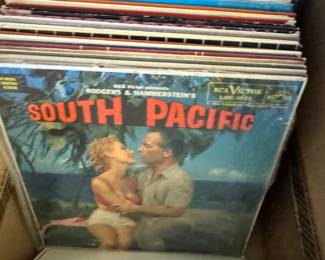 RCA Victor presents
RODGERS & HAMMERSTEIN'S
RCA VICTOR
SOUTH PACIFIC